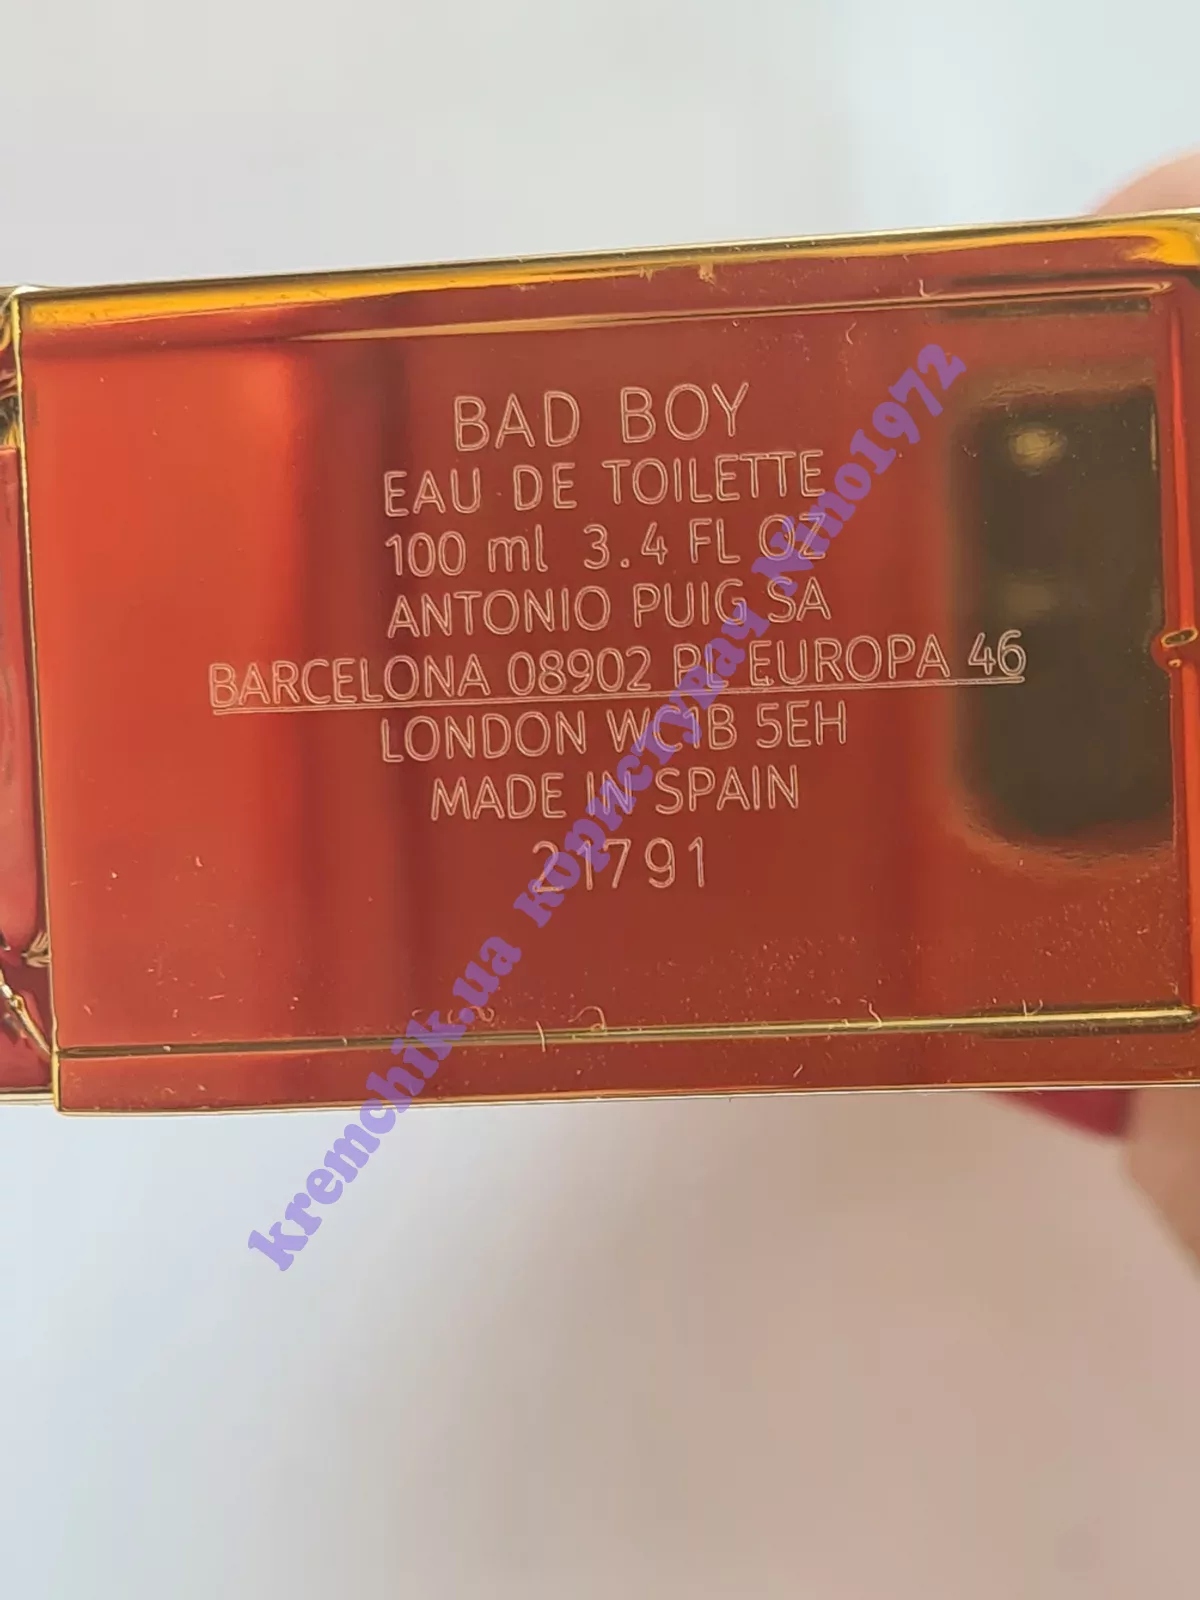 BAD BOY
EAU DE TOILETTE
100 ml 3.4 FL OZ
ANTONIO PUIG SA
BARCELONA 08902 PL EUROPA 46
LONDON WC1B 5EH
MADE IN SPAIN
21791
kremchik.ua користувач Nino1972